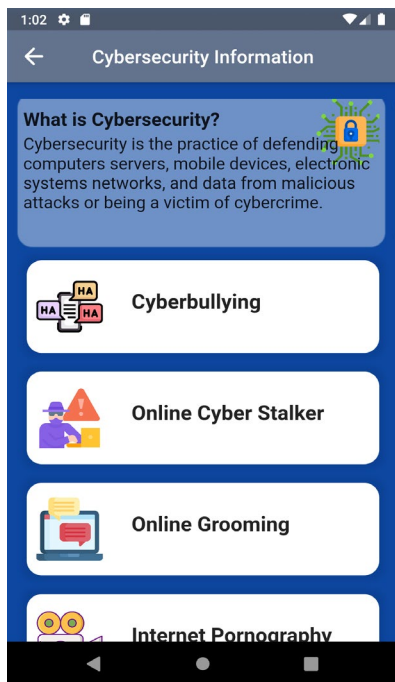 1:02
Cybersecurity Information
What is Cybersecurity?
Cybersecurity is the practice of defending
computers servers, mobile devices, electronic
systems networks, and data from malicious
attacks or being a victim of cybercrime.
HA
HA
HA
Cyberbullying
Online Cyber Stalker
Online Grooming
Internet Pornography